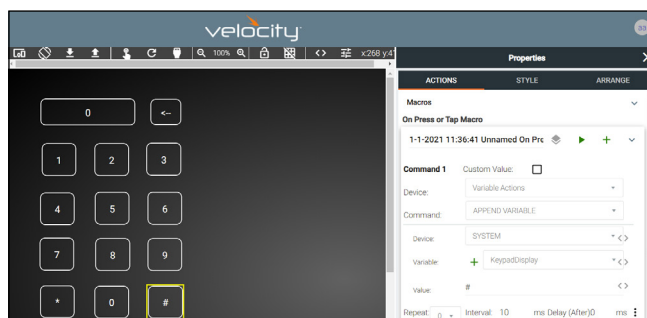 velocity
33
100%
x:268 y:41
Properties
ACTIONS STYLE ARRANGE
Macros
On Press or Tap Macro
1-1-2021 11:36:41 Unnamed On Pre
Command 1 Custom Value:
Device: Variable Actions
Command: APPEND VARIABLE
Device: SYSTEM
Variable: + KeypadDisplay
Value: #
Repeat: 0 Interval: 10 ms Delay (After) 0 ms
0 <--
1 2 3
4 5 6
7 8 9
* 0 #